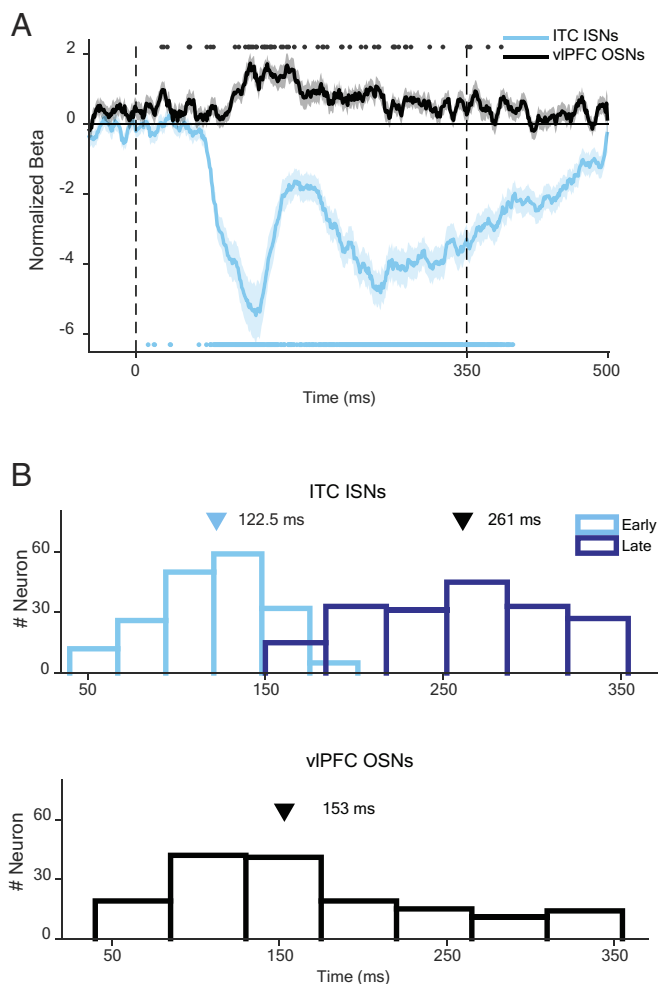 A
ITC ISNs
vlPFC OSNs
2
0
-2
-4
-6
Normalized Beta
0
350
500
Time (ms)
B
ITC ISNs
122.5 ms
261 ms
Early
Late
60
30
0
# Neuron
50
150
250
350
vlPFC OSNs
153 ms
60
30
0
# Neuron
50
150
250
350
Time (ms)